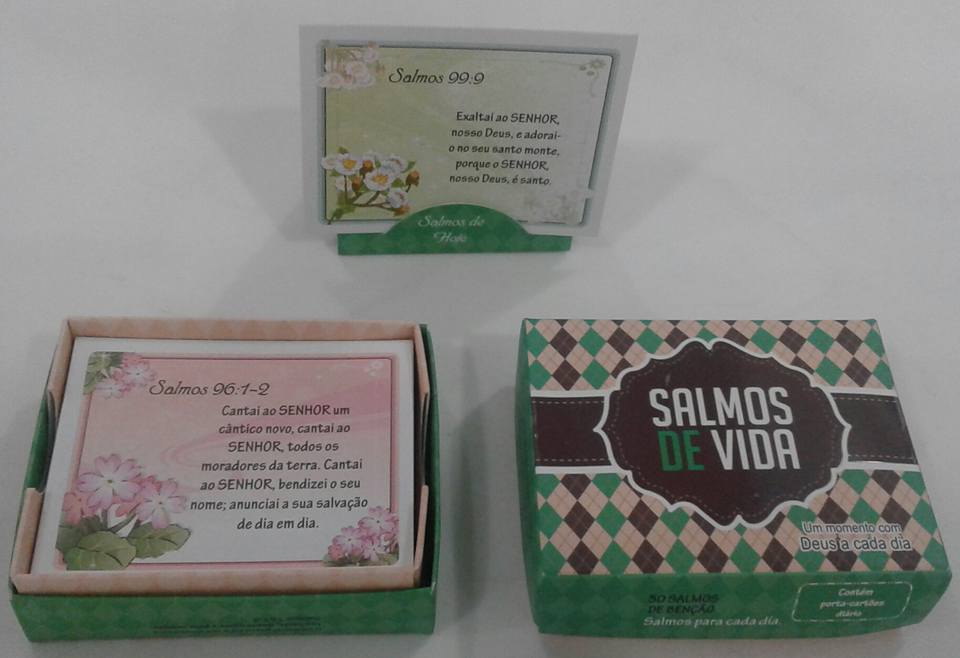 Salmos 99:9
Exaltai ao SENHOR,
nosso Deus, e adorai-
o no seu santo monte,
porque o SENHOR,
nosso Deus, é santo.
Salmos de
Hoje
Salmos 96:1-2
Cantai ao SENHOR um
cântico novo, cantai ao
SENHOR, todos os
moradores da terra. Cantai
ao SENHOR, bendizei o seu
nome; anunciai a sua salvação
de dia em dia.
SALMOS
DE VIDA
Um momento com
Deus a cada dia
50 SALMOS
DE BENÇÃO
Salmos para cada dia.
Contém
porta-cartões
diário